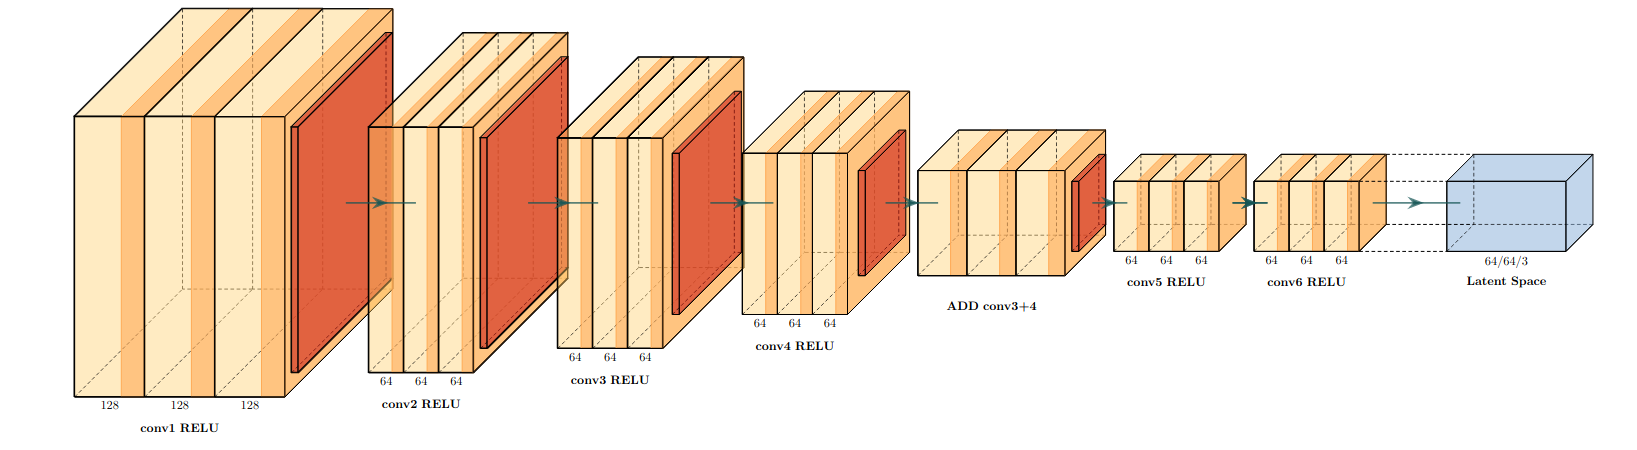 128 128 128
conv1 RELU
64 64 64
conv2 RELU
64 64 64
conv3 RELU
64 64 64
conv4 RELU
ADD conv3+4
64 64 64
conv5 RELU
64 64 64
conv6 RELU
64/64/3
Latent Space